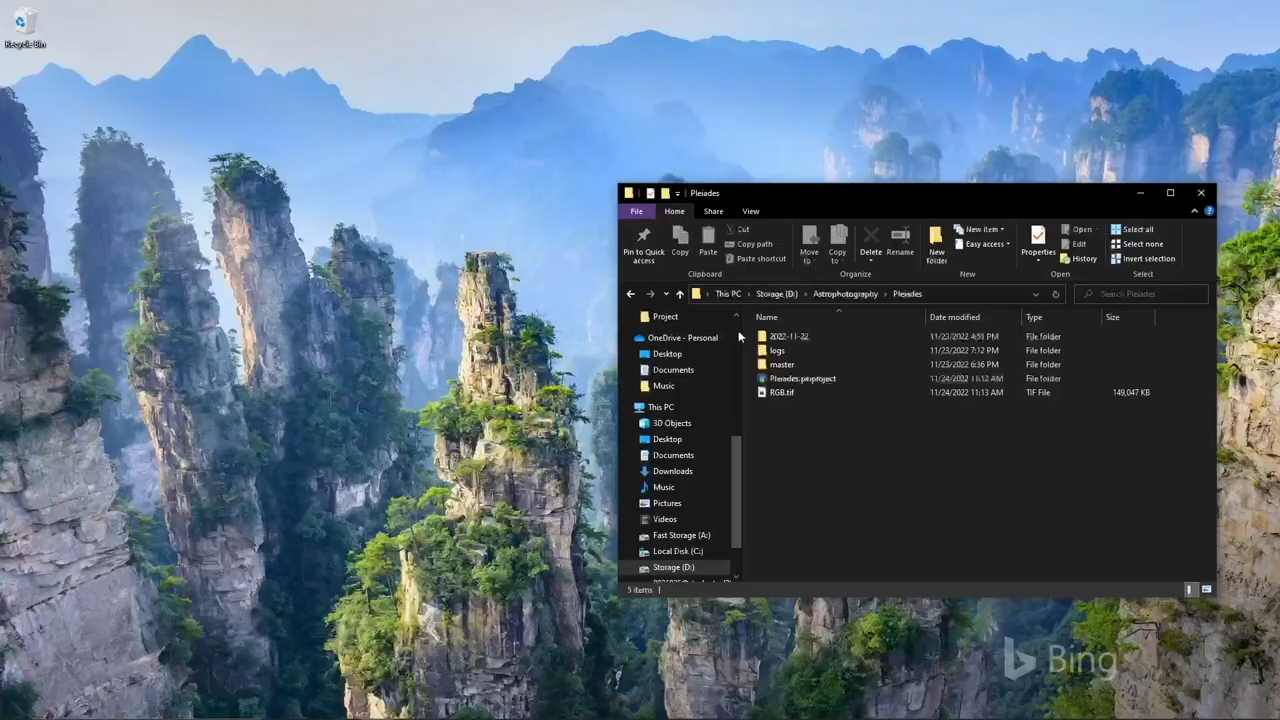 Recycle Bin
Pleiades
File Home Share View
Pin to Quick access
Copy
Paste
Cut
Copy path
Paste shortcut
Clipboard
Move to
Copy to
Delete
Rename
Organize
New folder
New item
Easy access
New
Properties
Open
Edit
History
Open
Select all
Select none
Invert selection
Select
This PC Storage (D:) Astrophotography Pleiades
Search Pleiades
Project
OneDrive - Personal
Desktop
Documents
Music
This PC
3D Objects
Desktop
Documents
Downloads
Music
Pictures
Videos
Fast Storage (A:)
Local Disk (C:)
Storage (D:)
Name Date modified Type Size
2022-11-22 11/23/2022 4:51 PM File folder
logs 11/23/2022 7:12 PM File folder
master 11/23/2022 6:36 PM File folder
Pleiades.pxiproject 11/24/2022 11:12 AM File folder
RGB.tif 11/24/2022 11:13 AM TIF File 149,047 KB
5 items
Bing